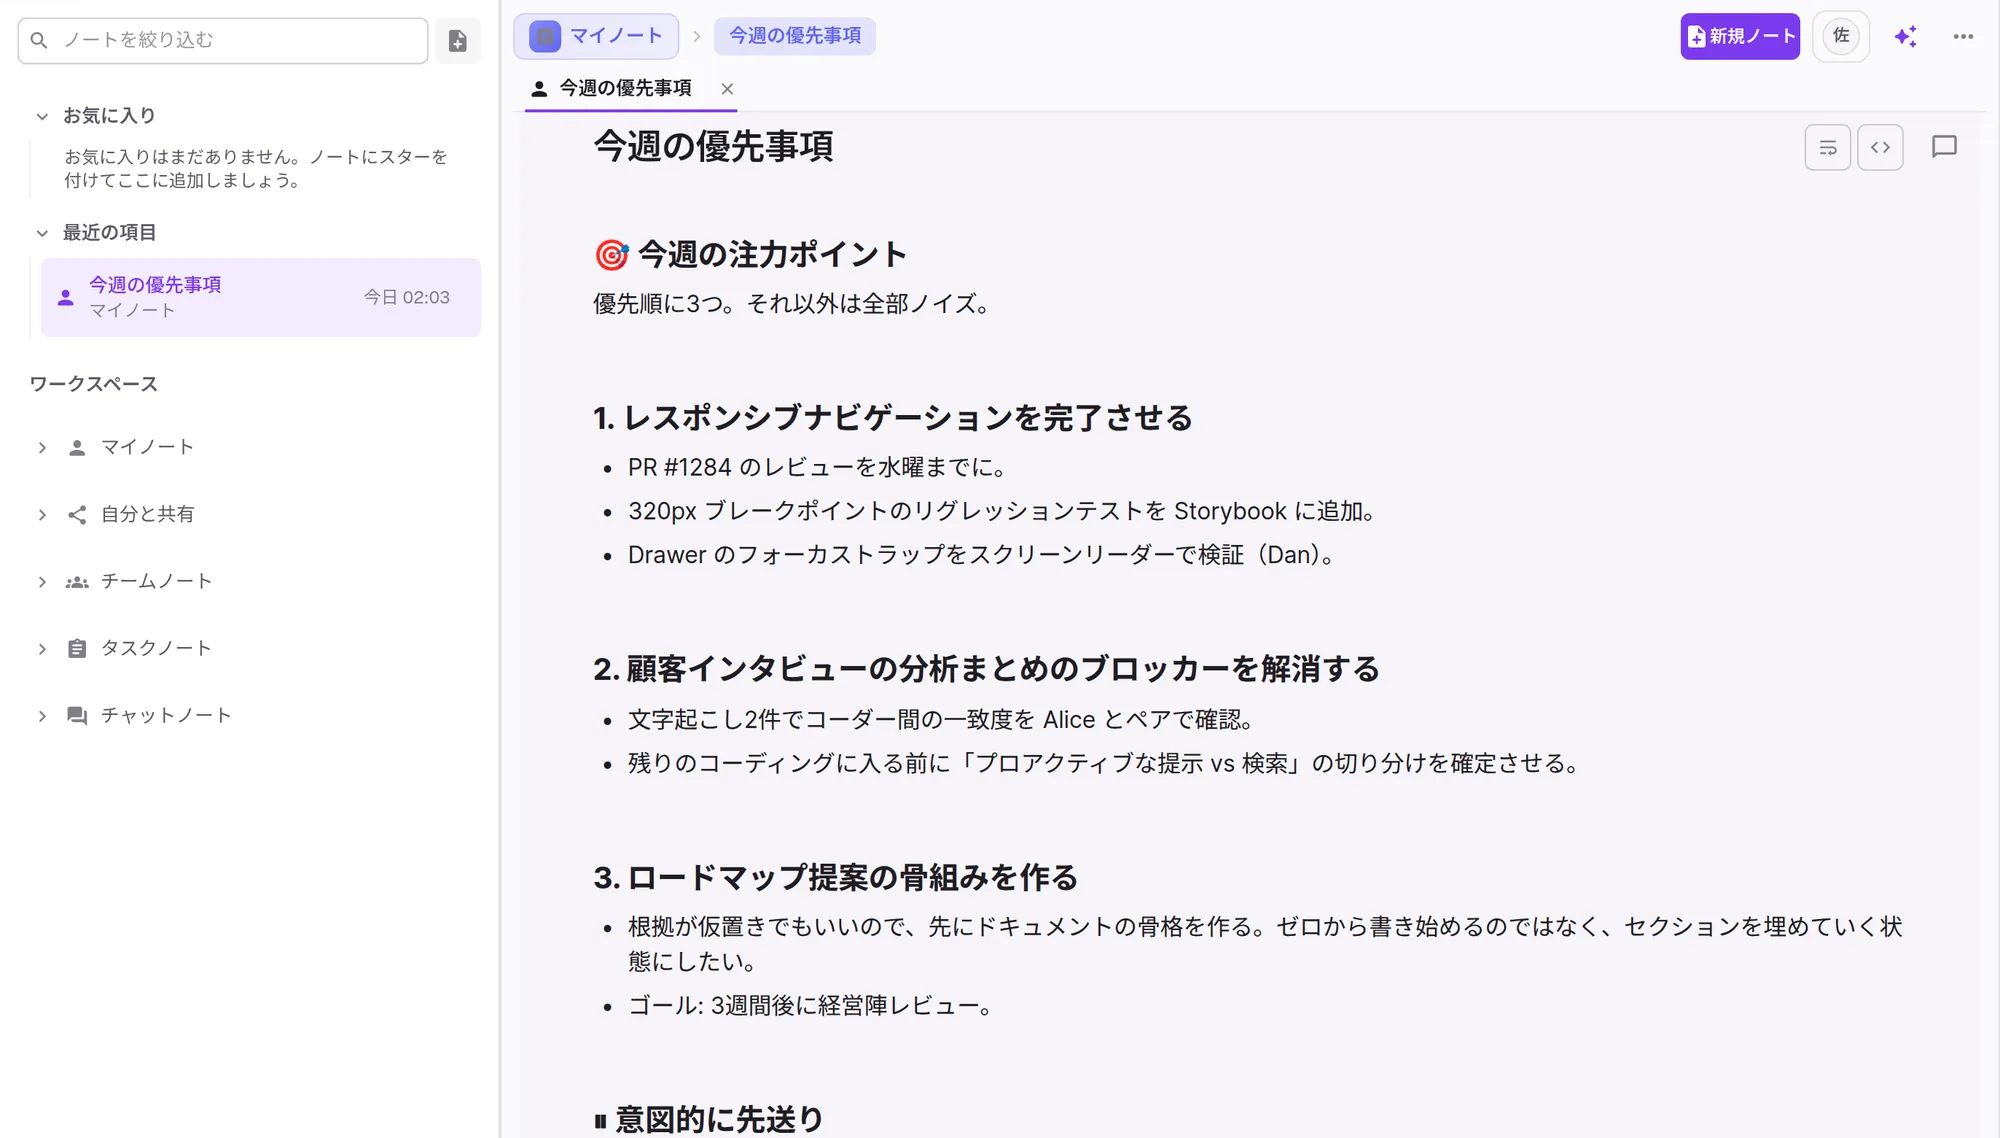 ノートを絞り込む
お気に入り
お気に入りはまだありません。ノートにスターを
付けてここに追加しましょう。
最近の項目
今週の優先事項
マイノート
今日 02:03
ワークスペース
マイノート
自分と共有
チームノート
タスクノート
チャットノート
マイノート
今週の優先事項
新規ノート
佐
今週の優先事項
今週の優先事項
🎯 今週の注力ポイント
優先順に3つ。それ以外は全部ノイズ。
1. レスポンシブナビゲーションを完了させる
• PR #1284 のレビューを水曜までに。
• 320px ブレークポイントのリグレッションテストを Storybook に追加。
• Drawer のフォーカストラップをスクリーンリーダーで検証（Dan）。
2. 顧客インタビューの分析まとめのブロッカーを解消する
• 文字起こし2件でコーダー間の一致度を Alice とペアで確認。
• 残りのコーディングに入る前に「プロアクティブな提示 vs 検索」の切り分けを確定させる。
3. ロードマップ提案の骨組みを作る
• 根拠が仮置きでもいいので、先にドキュメントの骨格を作る。ゼロから書き始めるのではなく、セクションを埋めていく状
態にしたい。
• ゴール: 3週間後に経営陣レビュー。
⏸ 意図的に先送り